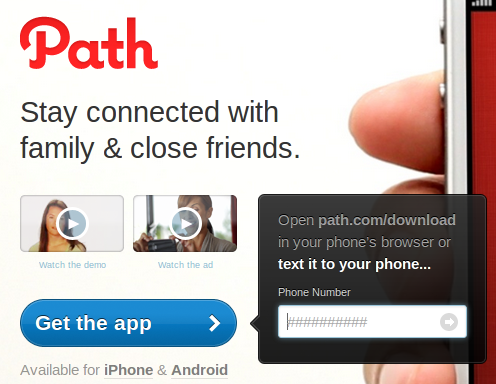 Path
Stay connected with
family & close friends.
Watch the demo
Watch the ad
Get the app
Available for iPhone & Android
Open path.com/download
in your phone's browser or
text it to your phone...
Phone Number
##########